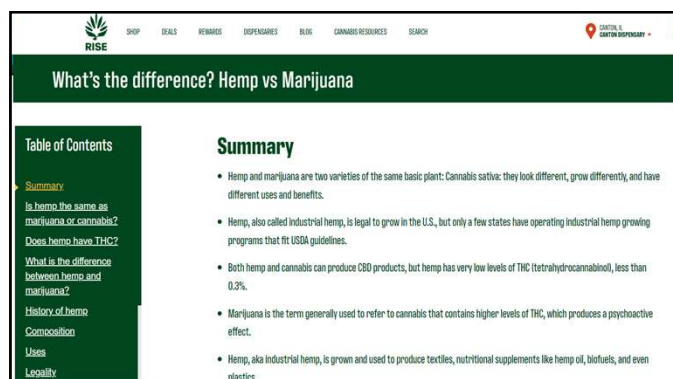 RISE
SHOP DEALS REWARDS DISPENSARIES BLOG CANNABIS RESOURCES SEARCH
CANTON, IL
CANTON DISPENSARY
What's the difference? Hemp vs Marijuana
Table of Contents
Summary
Is hemp the same as
marijuana or cannabis?
Does hemp have THC?
What is the difference
between hemp and
marijuana?
History of hemp
Composition
Uses
Legality
Summary
• Hemp and marijuana are two varieties of the same basic plant: Cannabis sativa: they look different, grow differently, and have
different uses and benefits.
• Hemp, also called industrial hemp, is legal to grow in the U.S., but only a few states have operating industrial hemp growing
programs that fit USDA guidelines.
• Both hemp and cannabis can produce CBD products, but hemp has very low levels of THC (tetrahydrocannabinol), less than
0.3%.
• Marijuana is the term generally used to refer to cannabis that contains higher levels of THC, which produces a psychoactive
effect.
• Hemp, aka industrial hemp, is grown and used to produce textiles, nutritional supplements like hemp oil, biofuels, and even
plastics